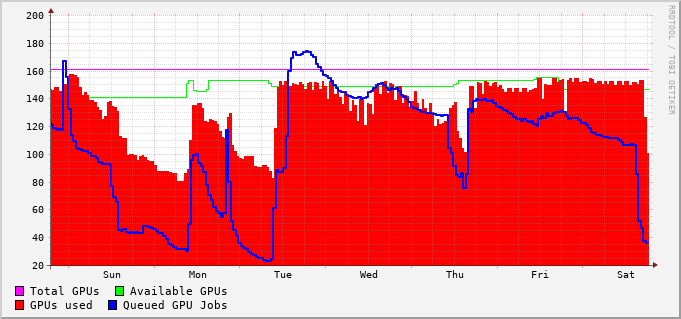 200
180
160
140
120
100
80
60
40
20
Sun Mon Tue Wed Thu Fri Sat
Total GPUs Available GPUs
GPUs used Queued GPU Jobs
RRDTOOL / TOBI OETIKER